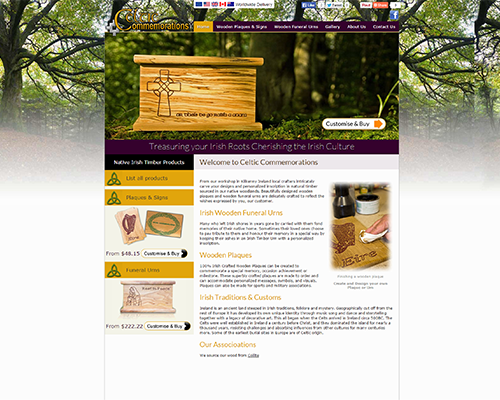 Worldwide Delivery
Celtic Commemorations
Home Wooden Plaques & Signs Wooden Funeral Urns Gallery About Us Contact Us
Customise & Buy
Treasuring your Irish Roots Cherishing the Irish Culture
Native Irish Timber Products
List all products
Plaques & Signs
From $48.15 Customise & Buy
Funeral Urns
From $222.22 Customise & Buy
Welcome to Celtic Commemorations
From our workshop in Kilkenny Ireland local crafters intricately
carve your designs and personalized inscription in natural timber
sourced in our native woodlands. Beautifully designed wooden
plaques and wooden funeral urns are delicately crafted to reflect the
wishes expressed by you, our customer.
Irish Wooden Funeral Urns
Many who left Irish shores in years gone by carried with them fond
memories of their native home. Sometimes their loved ones choose
to pay tribute to them and honour their memory in a special way by
keeping their ashes in an Irish Timber Urn with a personalized
inscription.
Wooden Plaques
100% Irish Crafted Wooden Plaques can be created to
commemorate a special memory, occasion achievement or
milestone. These superbly crafted plaques are made to order and
can accommodate personalized messages, symbols, and visuals.
Plaques can also be made for sports and military associations.
Irish Traditions & Customs
Ireland is an ancient land steeped in Irish traditions, folklore and mystery. Geographically cut off from the
rest of Europe it has developed its own unique identity through music song and dance and storytelling
together with a legacy of decorative art. This all began when the Celts arrived in Ireland circa 500BC. The
Celts were well established in Ireland a century before Christ, and they dominated the island for nearly a
thousand years, resisting challenges and absorbing influences from other cultures for many centuries
more. Some of the earliest burial sites in Europe are of Celtic origin.
Our Associoations
We source our wood from Coillte
Eire
Finishing a wooden plaque
Create and Design your own
Plaque or Urn